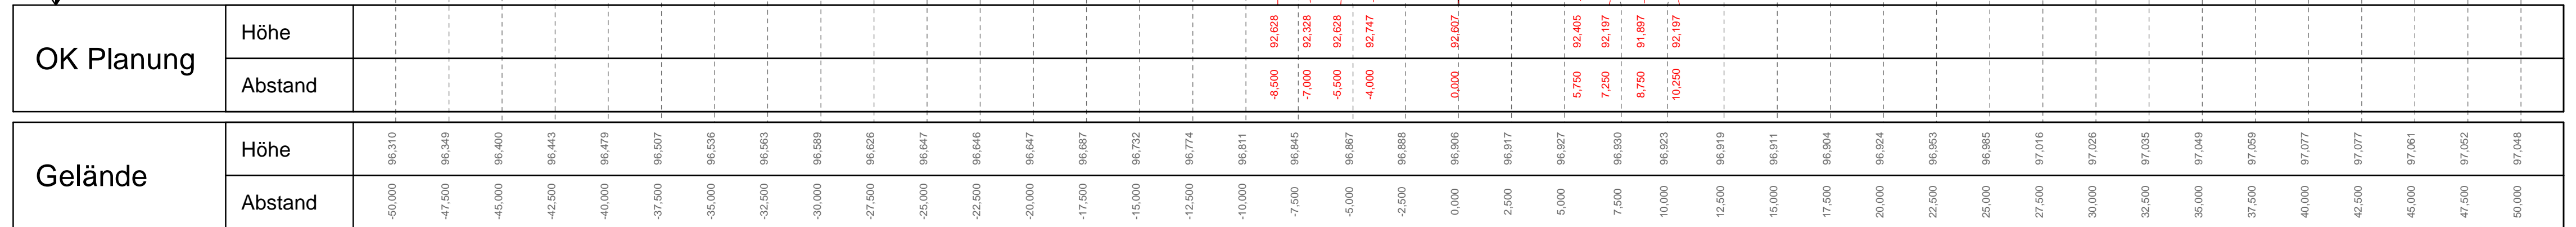 OK Planung
Höhe 92,628 92,328 92,628 92,747 92,607 92,405 92,197 91,897 92,197
Abstand -8,500 -7,000 -5,500 -4,000 0,000 5,750 7,250 8,750 10,250
Gelände
Höhe 96,310 96,349 96,400 96,443 96,479 96,507 96,536 96,563 96,589 96,626 96,647 96,646 96,647 96,687 96,732 96,774 96,811 96,845 96,867 96,888 96,906 96,917 96,927 96,930 96,923 96,919 96,911 96,904 96,924 96,953 96,985 97,016 97,026 97,035 97,049 97,059 97,077 97,077 97,061 97,052 97,048
Abstand -50,000 -47,500 -45,000 -42,500 -40,000 -37,500 -35,000 -32,500 -30,000 -27,500 -25,000 -22,500 -20,000 -17,500 -15,000 -12,500 -10,000 -7,500 -5,000 -2,500 0,000 2,500 5,000 7,500 10,000 12,500 15,000 17,500 20,000 22,500 25,000 27,500 30,000 32,500 35,000 37,500 40,000 42,500 45,000 47,500 50,000